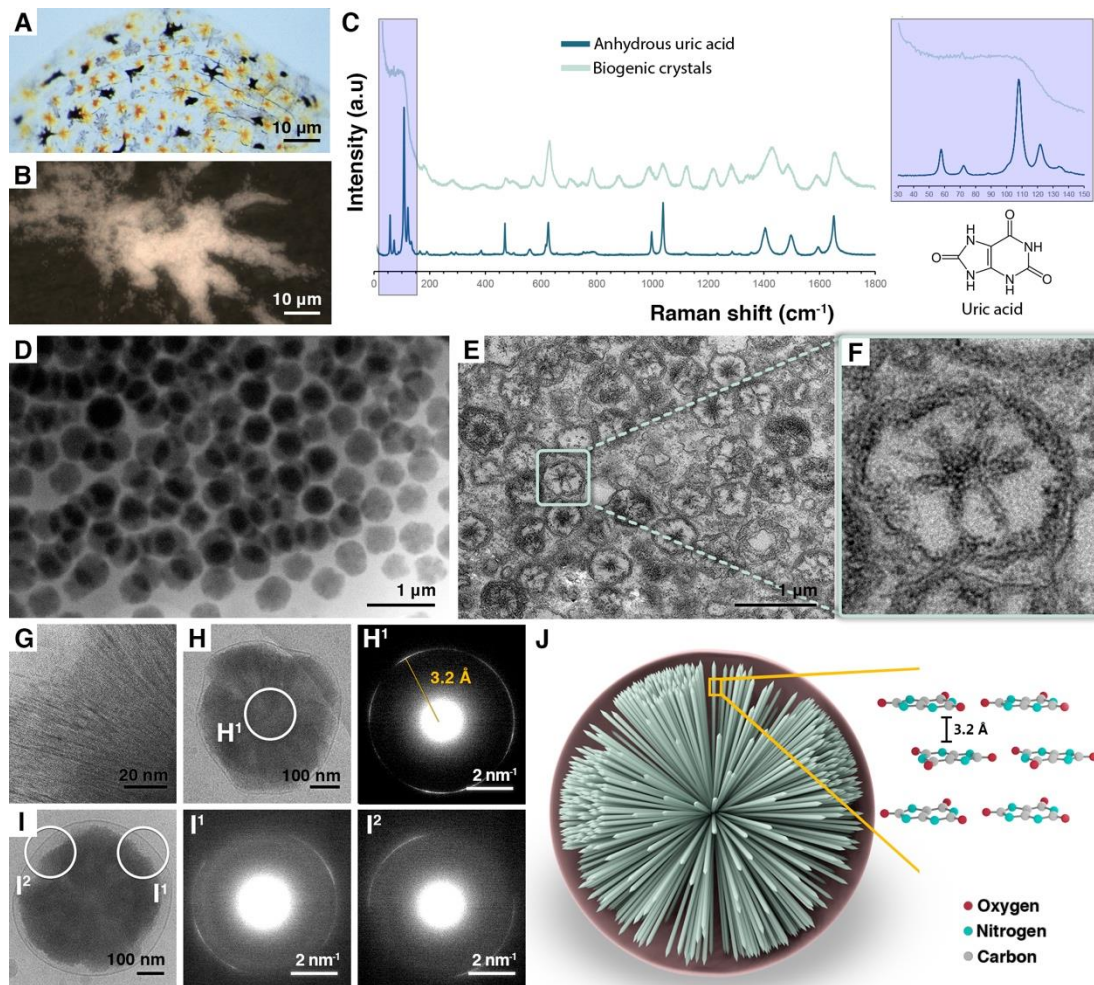 A
10 µm
B
10 µm
C
Anhydrous uric acid
Biogenic crystals
Intensity (a.u)
0 200 400 600 800 1000 1200 1400 1600 1800
Raman shift (cm⁻¹)
30 40 50 60 70 80 90 100 110 120 130 140 150
O
H
N
NH
O
N
H
N
H
O
Uric acid
D
1 µm
E
1 µm
F
G
20 nm
H
H¹
100 nm
H¹
3.2 Å
2 nm⁻¹
I
I²
I¹
100 nm
I¹
2 nm⁻¹
I²
2 nm⁻¹
J
3.2 Å
Oxygen
Nitrogen
Carbon